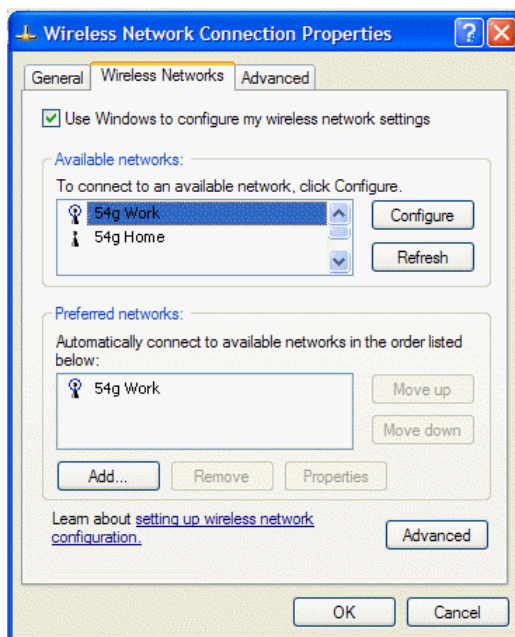 Wireless Network Connection Properties
?
General Wireless Networks Advanced
Use Windows to configure my wireless network settings
Available networks:
To connect to an available network, click Configure.
54g Work
54g Home
Configure
Refresh
Preferred networks:
Automatically connect to available networks in the order listed
below:
54g Work
Move up
Move down
Add... Remove Properties
Learn about setting up wireless network
configuration.
Advanced
OK Cancel